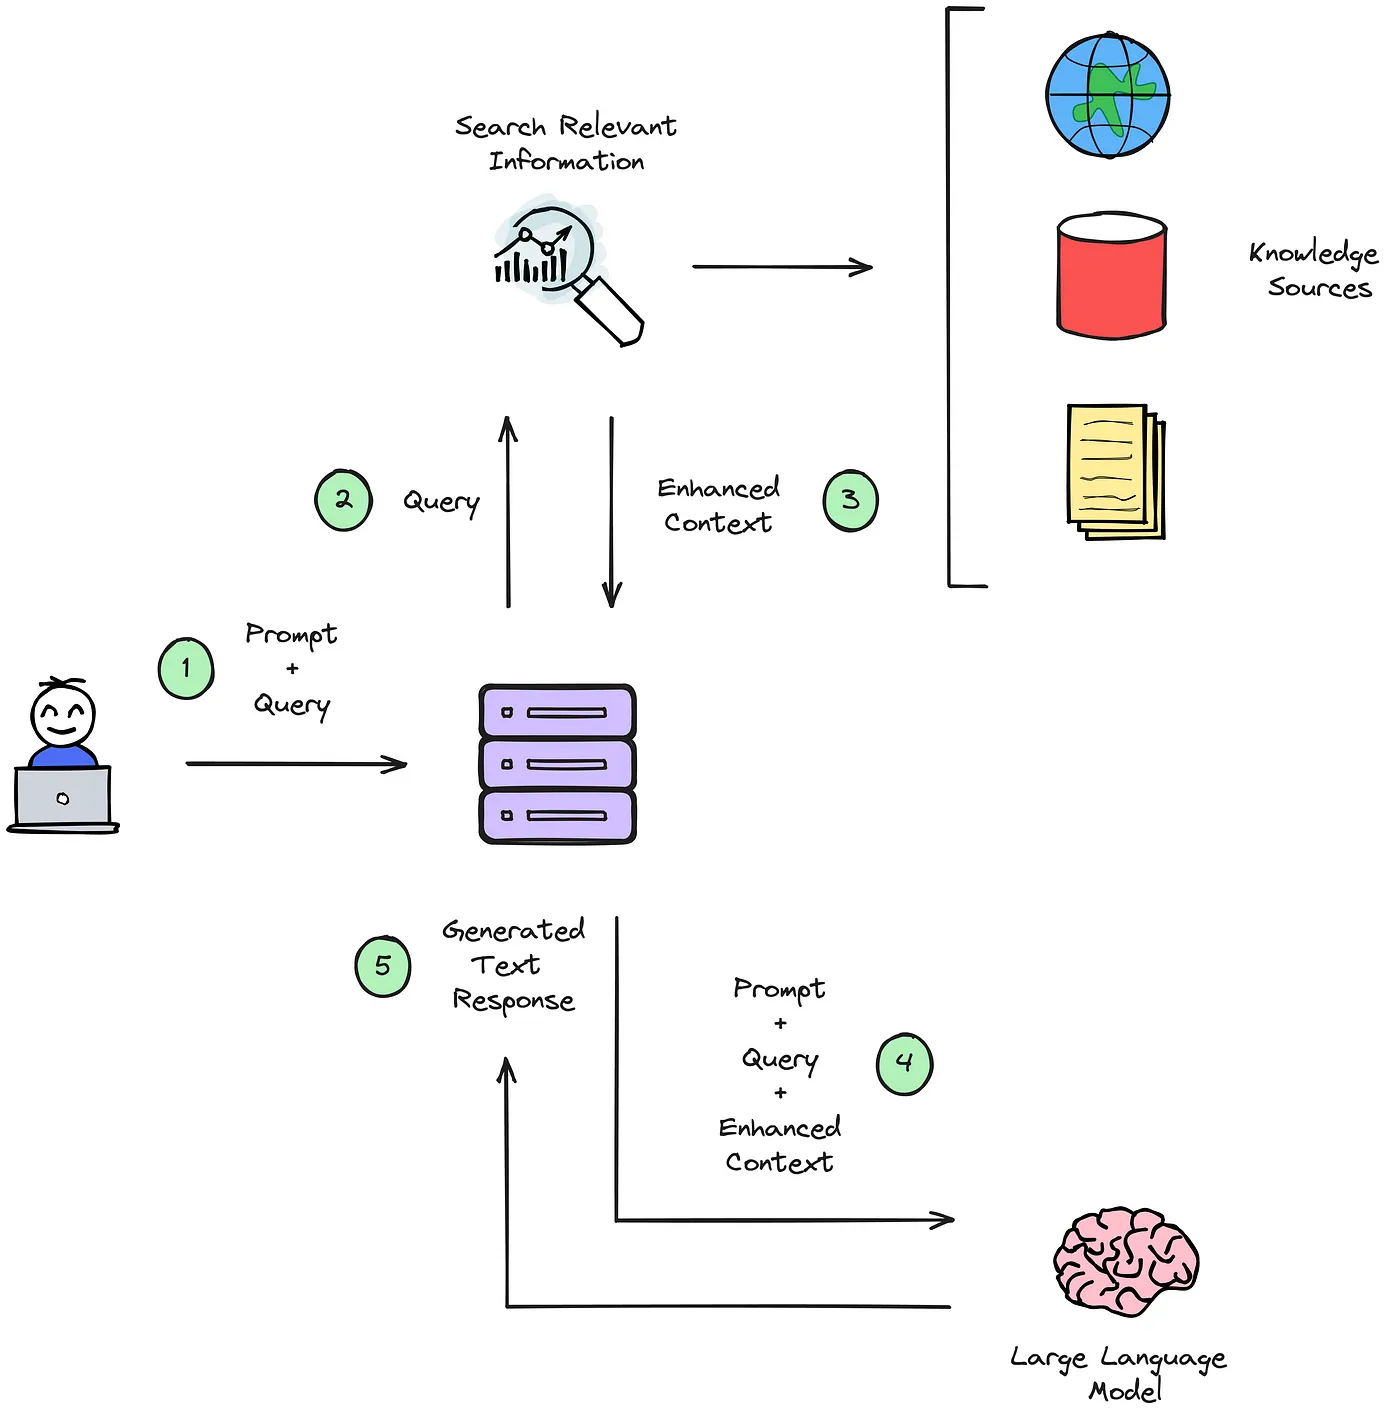 Search Relevant
Information
Knowledge
Sources
2
Query
Enhanced
Context
3
1
Prompt
+
Query
5
Generated
Text
Response
Prompt
+
Query
+
Enhanced
Context
4
Large Language
Model